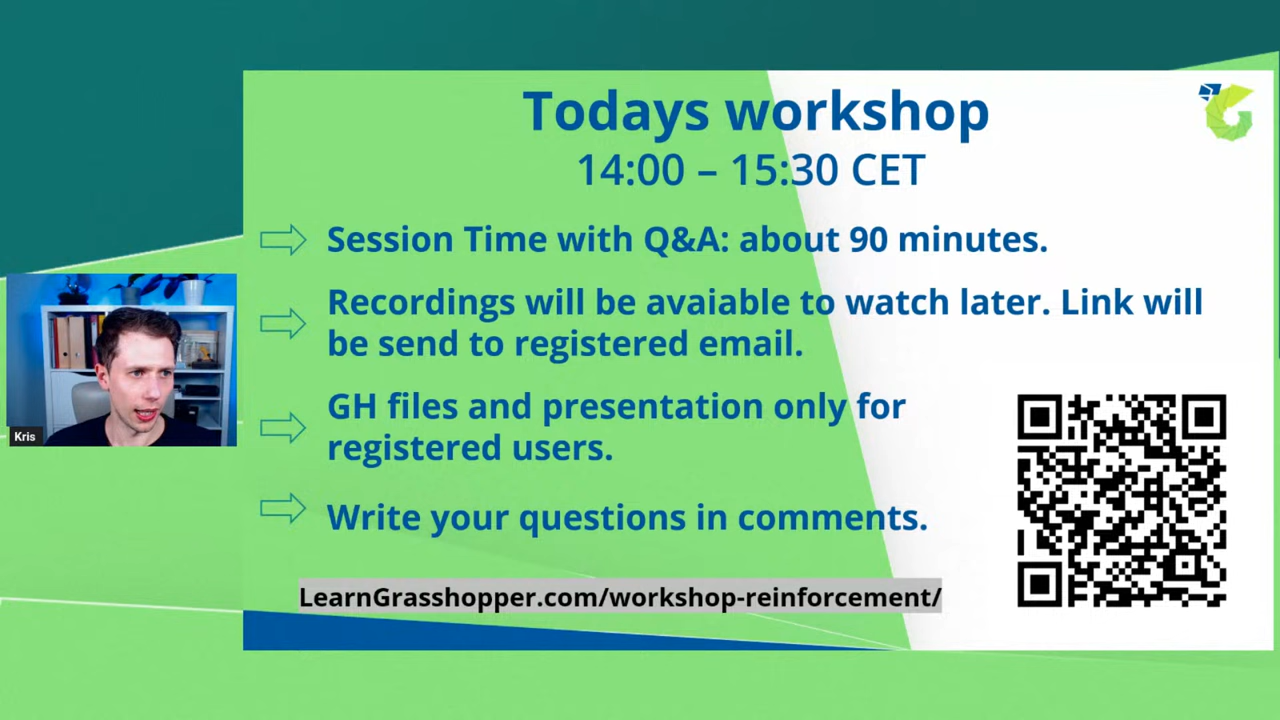 Todays workshop
14:00 – 15:30 CET
Session Time with Q&A: about 90 minutes.
Recordings will be avaiable to watch later. Link will
be send to registered email.
GH files and presentation only for
registered users.
Write your questions in comments.
LearnGrasshopper.com/workshop-reinforcement/
Kris